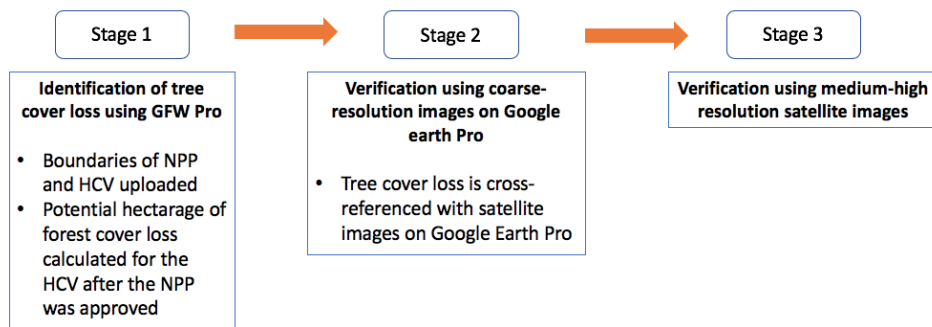 Stage 1
Stage 2
Stage 3
Identification of tree
cover loss using GFW Pro
• Boundaries of NPP
and HCV uploaded
• Potential hectarage of
forest cover loss
calculated for the
HCV after the NPP
was approved
Verification using coarse-
resolution images on Google
earth Pro
• Tree cover loss is cross-
referenced with satellite
images on Google Earth Pro
Verification using medium-high
resolution satellite images